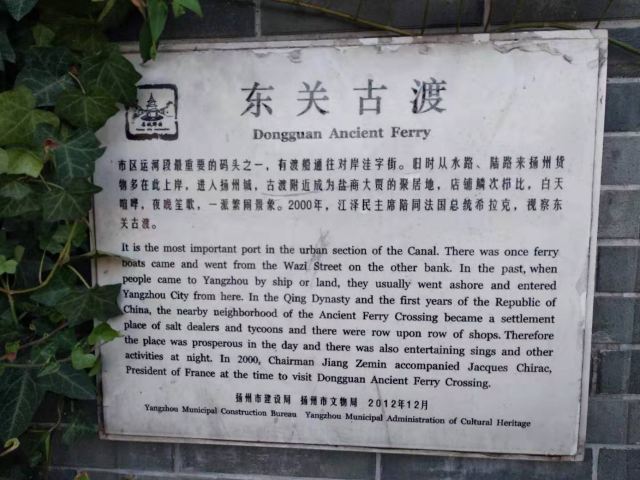 东关古渡
Dongguan Ancient Ferry
市区运河段最重要的码头之一，有渡船通往对岸洼字街。旧时从水路、陆路来扬州货
物多在此上岸，进入扬州城，古渡附近成为盐商大贾的聚居地，店铺鳞次栉比，白天
喧哗，夜晚笙歌，一派繁闹景象。2000年，江泽民主席陪同法国总统希拉克，视察东
关古渡。
It is the most important port in the urban section of the Canal. There was once ferry
boats came and went from the Wazi Street on the other bank. In the past, when
people came to Yangzhou by ship or land, they usually went ashore and entered
Yangzhou City from here. In the Qing Dynasty and the first years of the Republic of
China, the nearby neighborhood of the Ancient Ferry Crossing became a settlement
place of salt dealers and tycoons and there were row upon row of shops. Therefore
the place was prosperous in the day and there was also entertaining sings and other
activities at night. In 2000, Chairman Jiang Zemin accompanied Jacques Chirac,
President of France at the time to visit Dongguan Ancient Ferry Crossing.
扬州市建设局 扬州市文物局 2012年12月
Yangzhou Municipal Construction Bureau Yangzhou Municipal Administration of Cultural Heritage